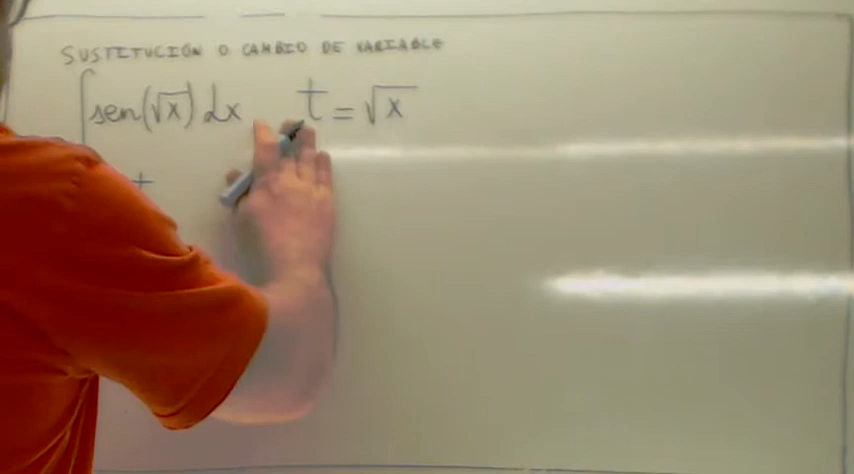 SUSTITUCIÓN O CAMBIO DE VARIABLE
∫sen(√x) dx t = √x
t